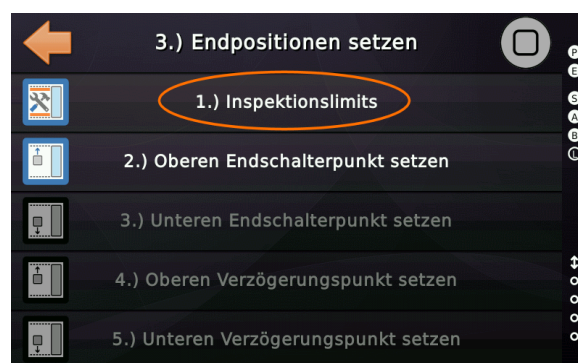 3.) Endpositionen setzen
1.) Inspektionslimits
2.) Oberen Endschalterpunkt setzen
3.) Unteren Endschalterpunkt setzen
4.) Oberen Verzögerungspunkt setzen
5.) Unteren Verzögerungspunkt setzen
P
E
S
A
B
L